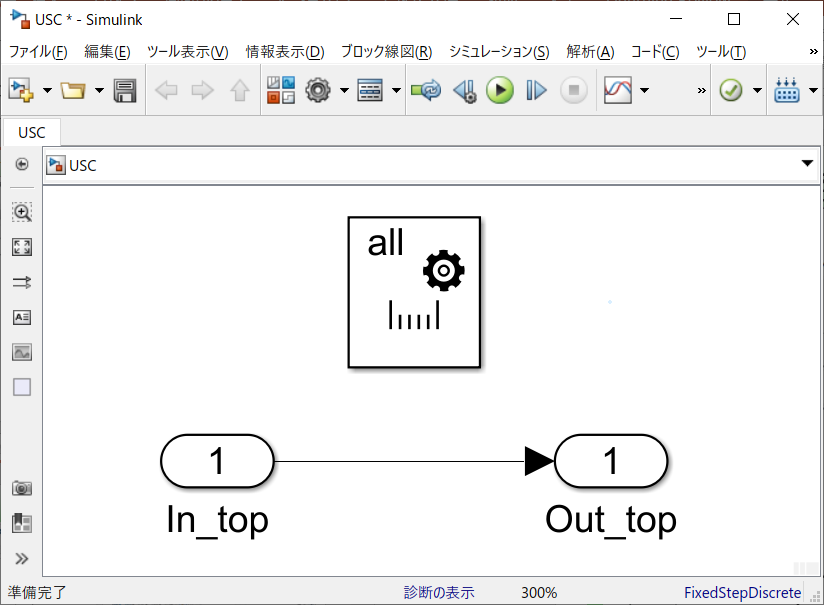 USC * - Simulink
ファイル(F) 編集(E) ツール表示(V) 情報表示(D) ブロック線図(R) シミュレーション(S) 解析(A) コード(C) ツール(T) »
»
USC
USC
all
1 1
In_top Out_top
準備完了 診断の表示 300% FixedStepDiscrete